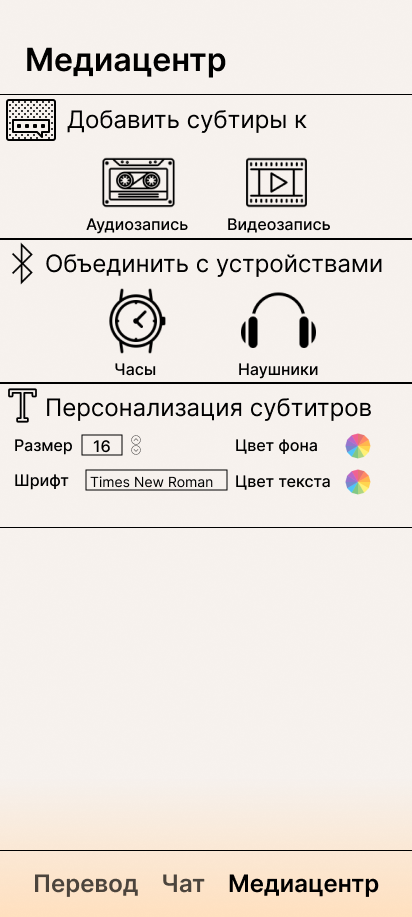 Медиацентр
Добавить субтиры к
Аудиозапись Видеозапись
Объединить с устройствами
Часы Наушники
Персонализация субтитров
Размер 16 Цвет фона
Шрифт Times New Roman Цвет текста
Перевод Чат Медиацентр